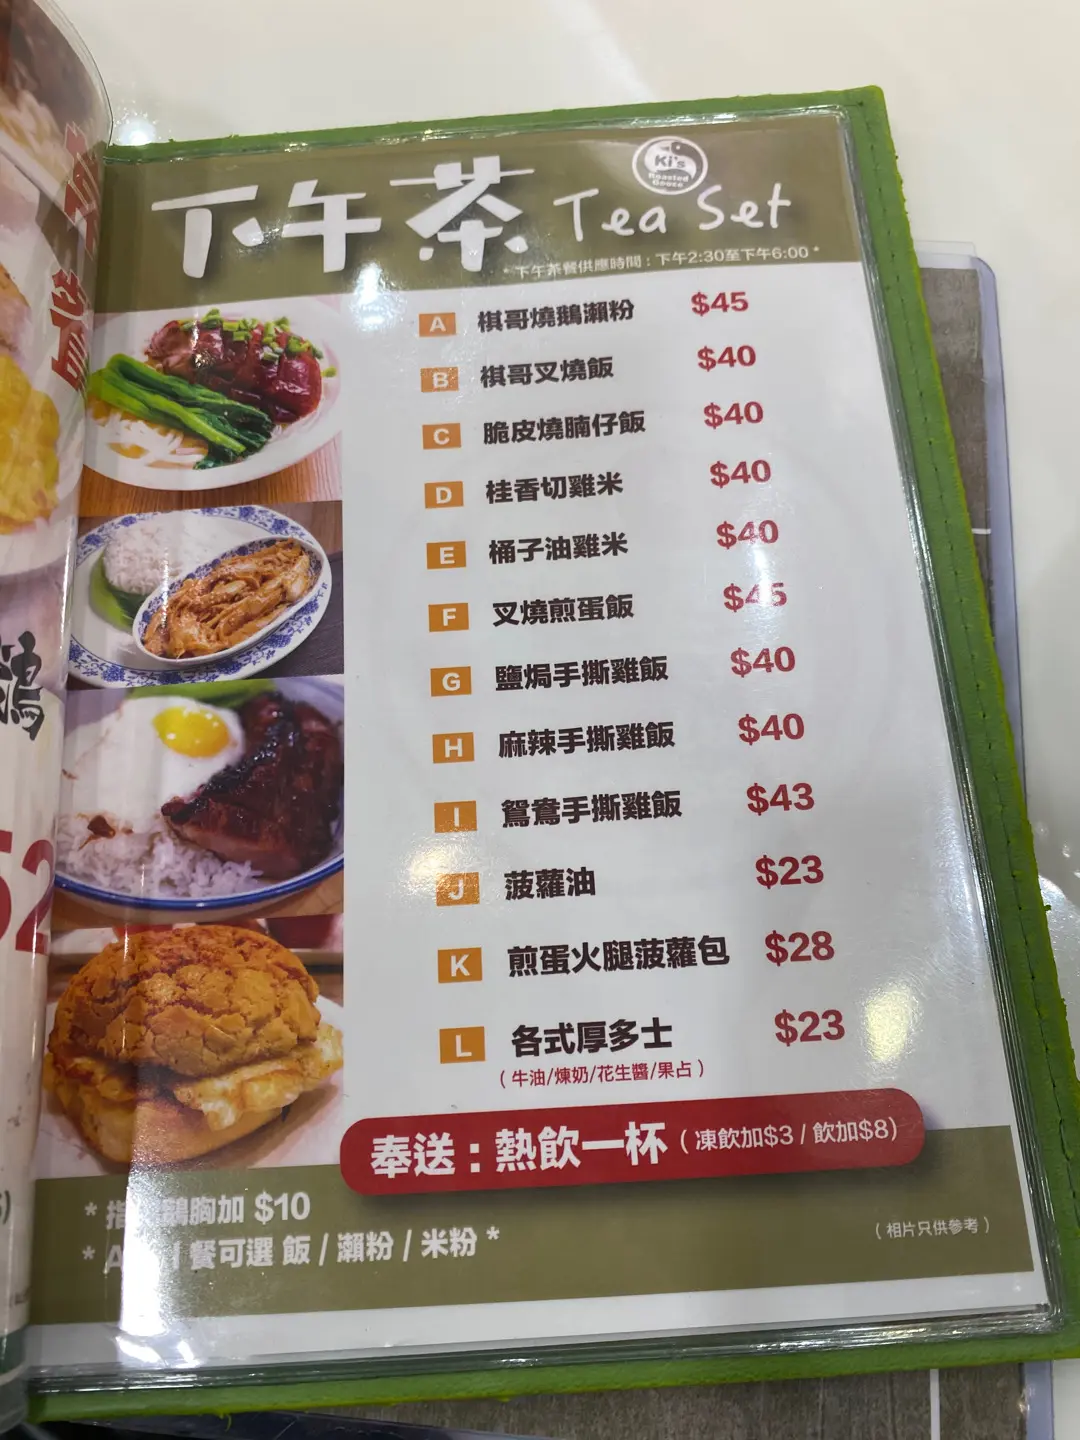 下午茶 Tea Set
Ki's
Roasted
Goose
*下午茶餐供應時間：下午2:30至下午6:00*
A 棋哥燒鵝瀨粉 $45
B 棋哥叉燒飯 $40
C 脆皮燒腩仔飯 $40
D 桂香切雞米 $40
E 桶子油雞米 $40
F 叉燒煎蛋飯 $45
G 鹽焗手撕雞飯 $40
H 麻辣手撕雞飯 $40
I 鴛鴦手撕雞飯 $43
J 菠蘿油 $23
K 煎蛋火腿菠蘿包 $28
L 各式厚多士 $23
（牛油/煉奶/花生醬/果占）
奉送：熱飲一杯（凍飲加$3 / 飲加$8）
* 指 鵝胸加 $10
* A 餐可選 飯 / 瀨粉 / 米粉 *
（相片只供參考）
鵝
52